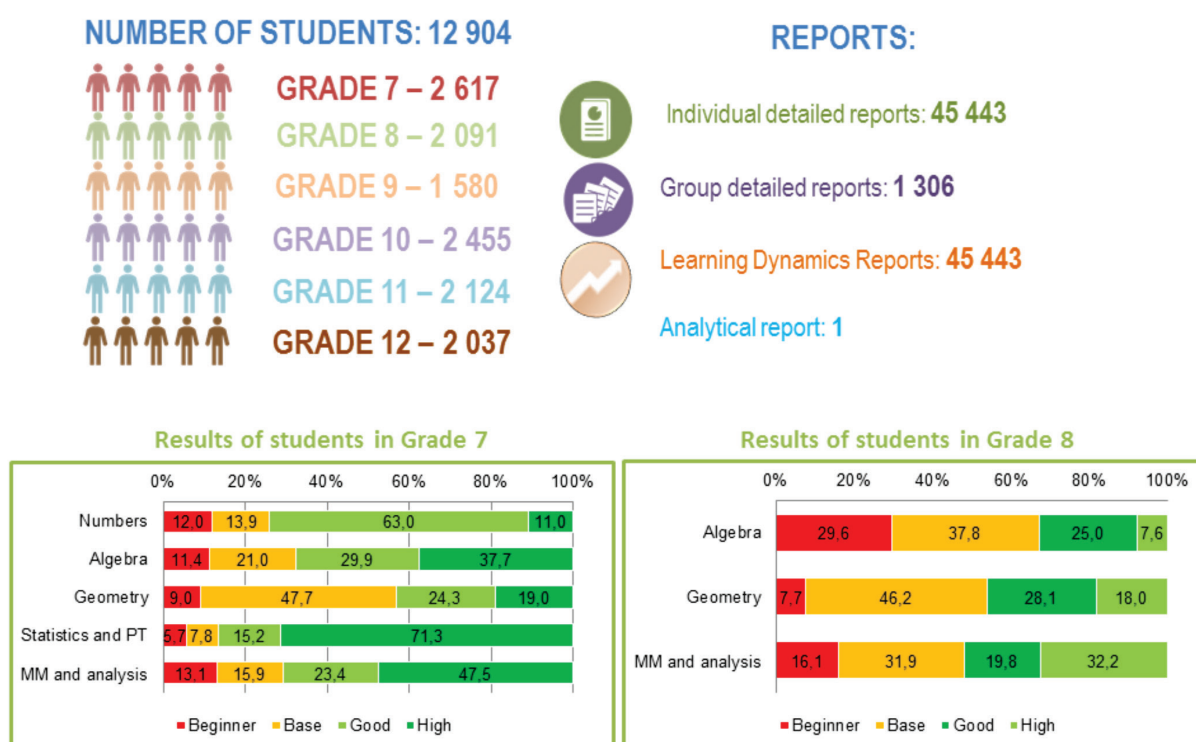 NUMBER OF STUDENTS: 12 904
GRADE 7 – 2 617
GRADE 8 – 2 091
GRADE 9 – 1 580
GRADE 10 – 2 455
GRADE 11 – 2 124
GRADE 12 – 2 037
REPORTS:
Individual detailed reports: 45 443
Group detailed reports: 1 306
Learning Dynamics Reports: 45 443
Analytical report: 1
Results of students in Grade 7
0% 20% 40% 60% 80% 100%
Numbers 12,0 13,9 63,0 11,0
Algebra 11,4 21,0 29,9 37,7
Geometry 9,0 47,7 24,3 19,0
Statistics and PT 5,7 7,8 15,2 71,3
MM and analysis 13,1 15,9 23,4 47,5
Beginner Base Good High
Results of students in Grade 8
0% 20% 40% 60% 80% 100%
Algebra 29,6 37,8 25,0 7,6
Geometry 7,7 46,2 28,1 18,0
MM and analysis 16,1 31,9 19,8 32,2
Beginner Base Good High